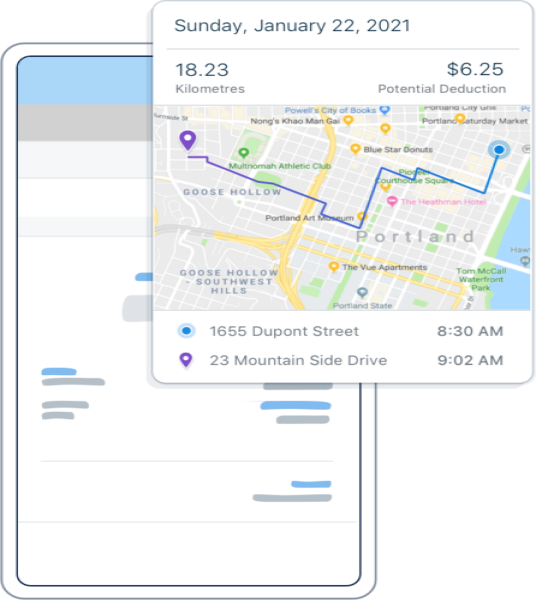 Sunday, January 22, 2021
18.23 $6.25
Kilometres Potential Deduction
Powell's City of Books
Portland City Grill
Nong's Khao Man Gai
Portland Saturday Market
Blue Star Donuts
Multnomah Athletic Club
Pioneer
Courthouse Square
GOOSE HOLLOW
The Heathman Hotel
Portland Art Museum
Portland
The Vue Apartments
GOOSE HOLLOW
- SOUTHWEST
HILLS
Tom McCall
Waterfront
Park
Portland State
1655 Dupont Street 8:30 AM
23 Mountain Side Drive 9:02 AM